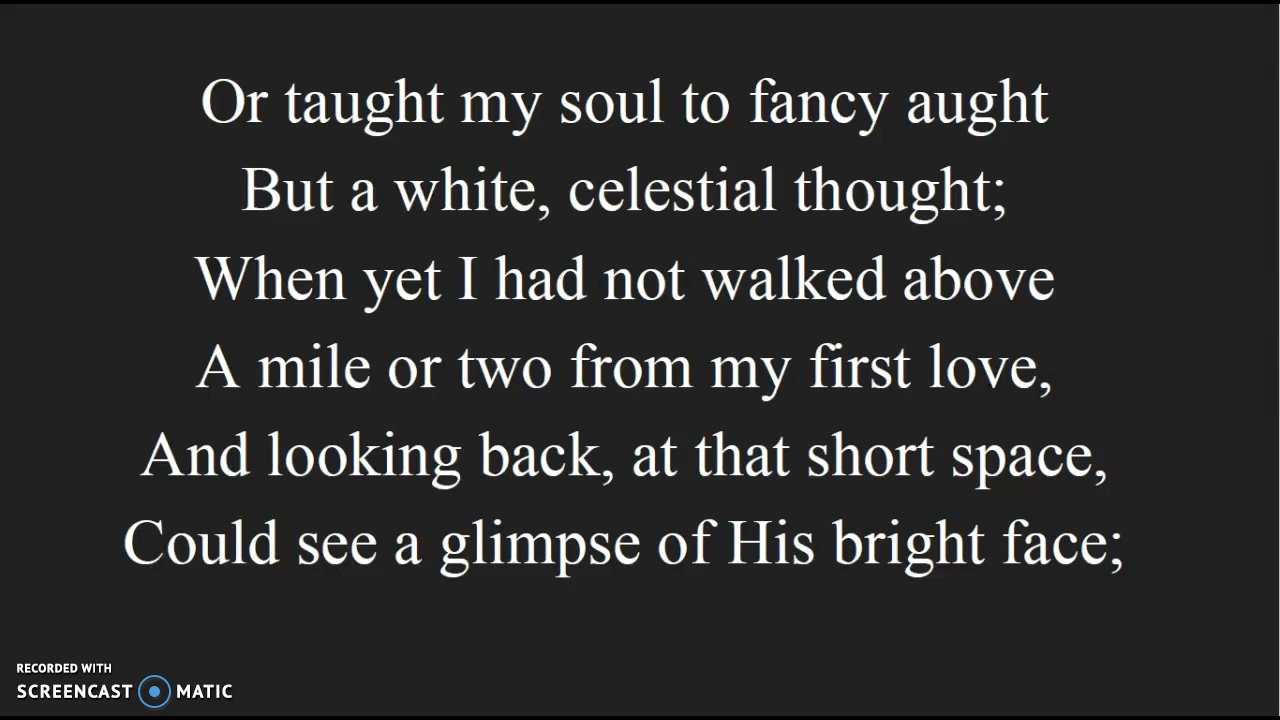 Or taught my soul to fancy aught
But a white, celestial thought;
When yet I had not walked above
A mile or two from my first love,
And looking back, at that short space,
Could see a glimpse of His bright face;
RECORDED WITH
SCREENCAST MATIC